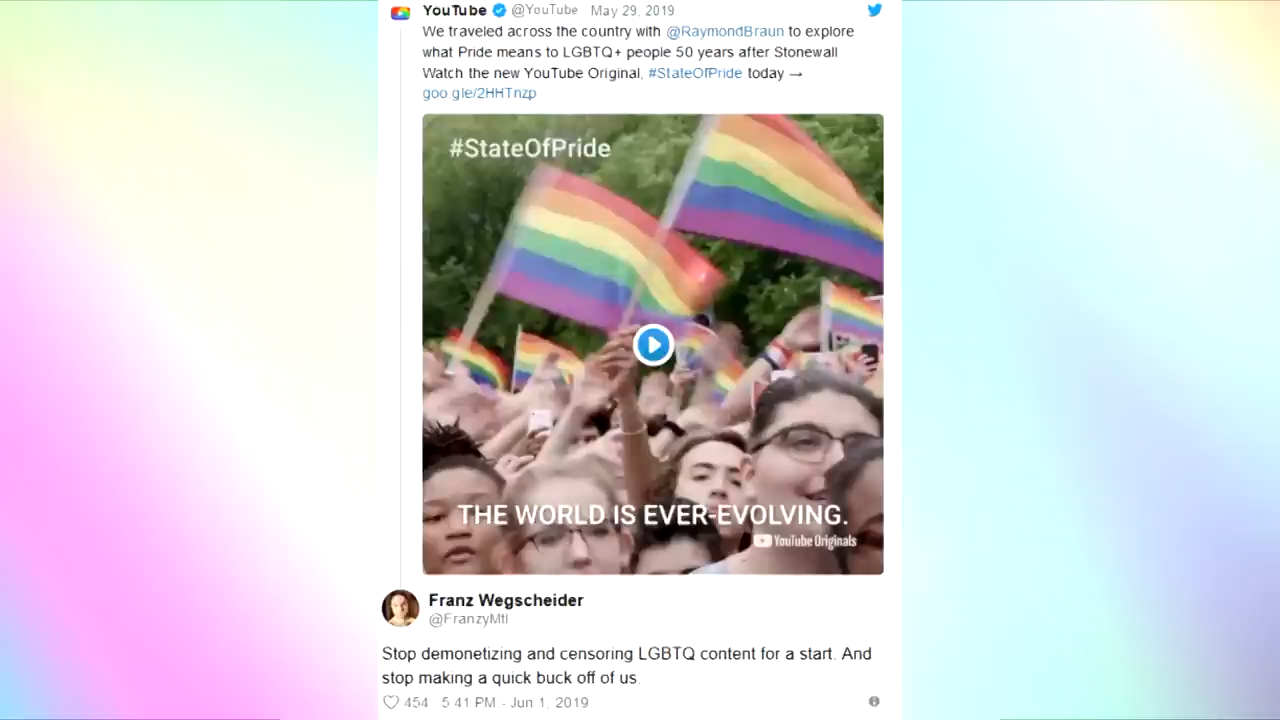 YouTube @YouTube May 29, 2019
We traveled across the country with @RaymondBraun to explore
what Pride means to LGBTQ+ people 50 years after Stonewall
Watch the new YouTube Original, #StateOfPride today →
goo gle/2HHTnzp
#StateOfPride
THE WORLD IS EVER-EVOLVING.
YouTube Originals
Franz Wegscheider
@FranzyMtl
Stop demonetizing and censoring LGBTQ content for a start. And
stop making a quick buck off of us.
454 5:41 PM - Jun 1, 2019